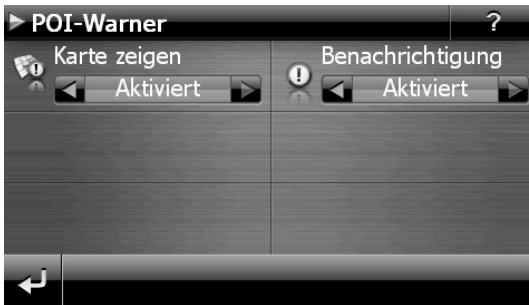 POI-Warner ?
Karte zeigen
Aktiviert
Benachrichtigung
Aktiviert